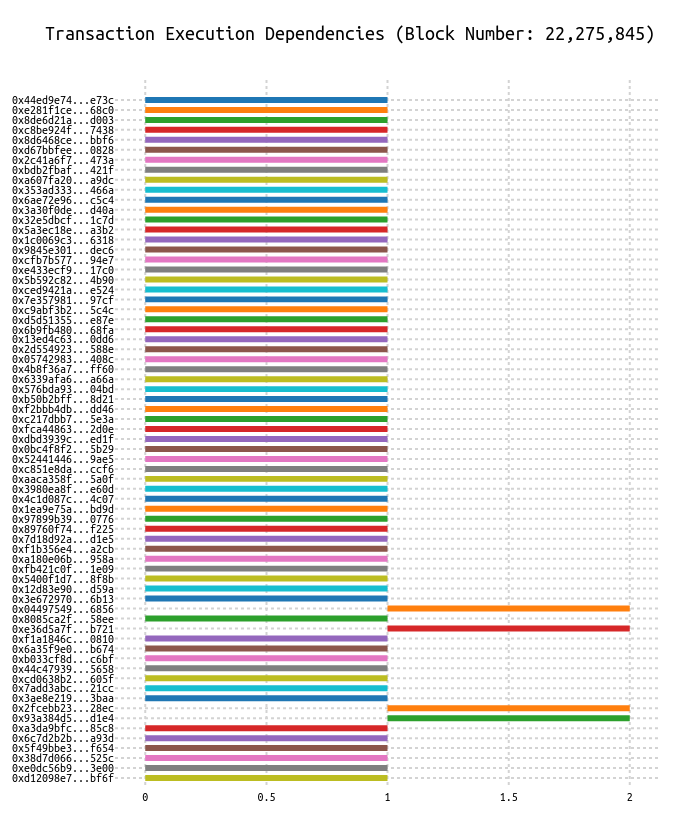 Transaction Execution Dependencies (Block Number: 22,275,845)
0x44ed9e74...e73c
0xe281f1ce...68c0
0x8de6d21a...d003
0xc8be924f...7438
0x8d6468ce...bbf6
0xd67bbfee...0828
0x2c41a6f7...473a
0xbdb2fbaf...421f
0xa607fa20...a9dc
0x353ad333...466a
0x6ae72e96...c5c4
0x3a30f0de...d40a
0x32e5dbcf...1c7d
0x5a3ec18e...a3b2
0x1c0069c3...6318
0x9845e301...dec6
0xcfb7b577...94e7
0xe433ecf9...17c0
0x5b592c82...4b90
0xced9421a...e524
0x7e357981...97cf
0xc9abf3b2...5c4c
0xd5d51355...e87e
0x6b9fb480...68fa
0x13ed4c63...0dd6
0x2d554923...588e
0x05742983...408c
0x4b8f36a7...ff60
0x6339afa6...a66a
0x576bda93...04bd
0xb50b2bff...8d21
0xf2bbb4db...dd46
0xc217dbb7...5e3a
0xfca44863...2d0e
0xdbd3939c...ed1f
0x0bc4f8f2...5b29
0x52441446...9ae5
0xc851e8da...ccf6
0xaaca358f...5a0f
0x3980ea8f...e60d
0x4c1d087c...4c07
0x1ea9e75a...bd9d
0x97899b39...0776
0x89760f74...f225
0x7d18d92a...d1e5
0xf1b356e4...a2cb
0xa180e06b...958a
0xfb421c0f...1e09
0x5400f1d7...8f8b
0x12d83e90...d59a
0x3e672970...6b13
0x04497549...6856
0x8085ca2f...58ee
0xe36d5a7f...b721
0xf1a1846c...0810
0x6a35f9e0...b674
0xb033cf8d...c6bf
0x44c47939...5658
0xcd0638b2...605f
0x7add3abc...21cc
0x3ae8e219...3baa
0x2fcebb23...28ec
0x93a384d5...d1e4
0xa3da9bfc...85c8
0x6c7d2b2b...a93d
0x5f49bbe3...f654
0x38d7d066...525c
0xe0dc56b9...3e00
0xd12098e7...bf6f
0 0.5 1 1.5 2